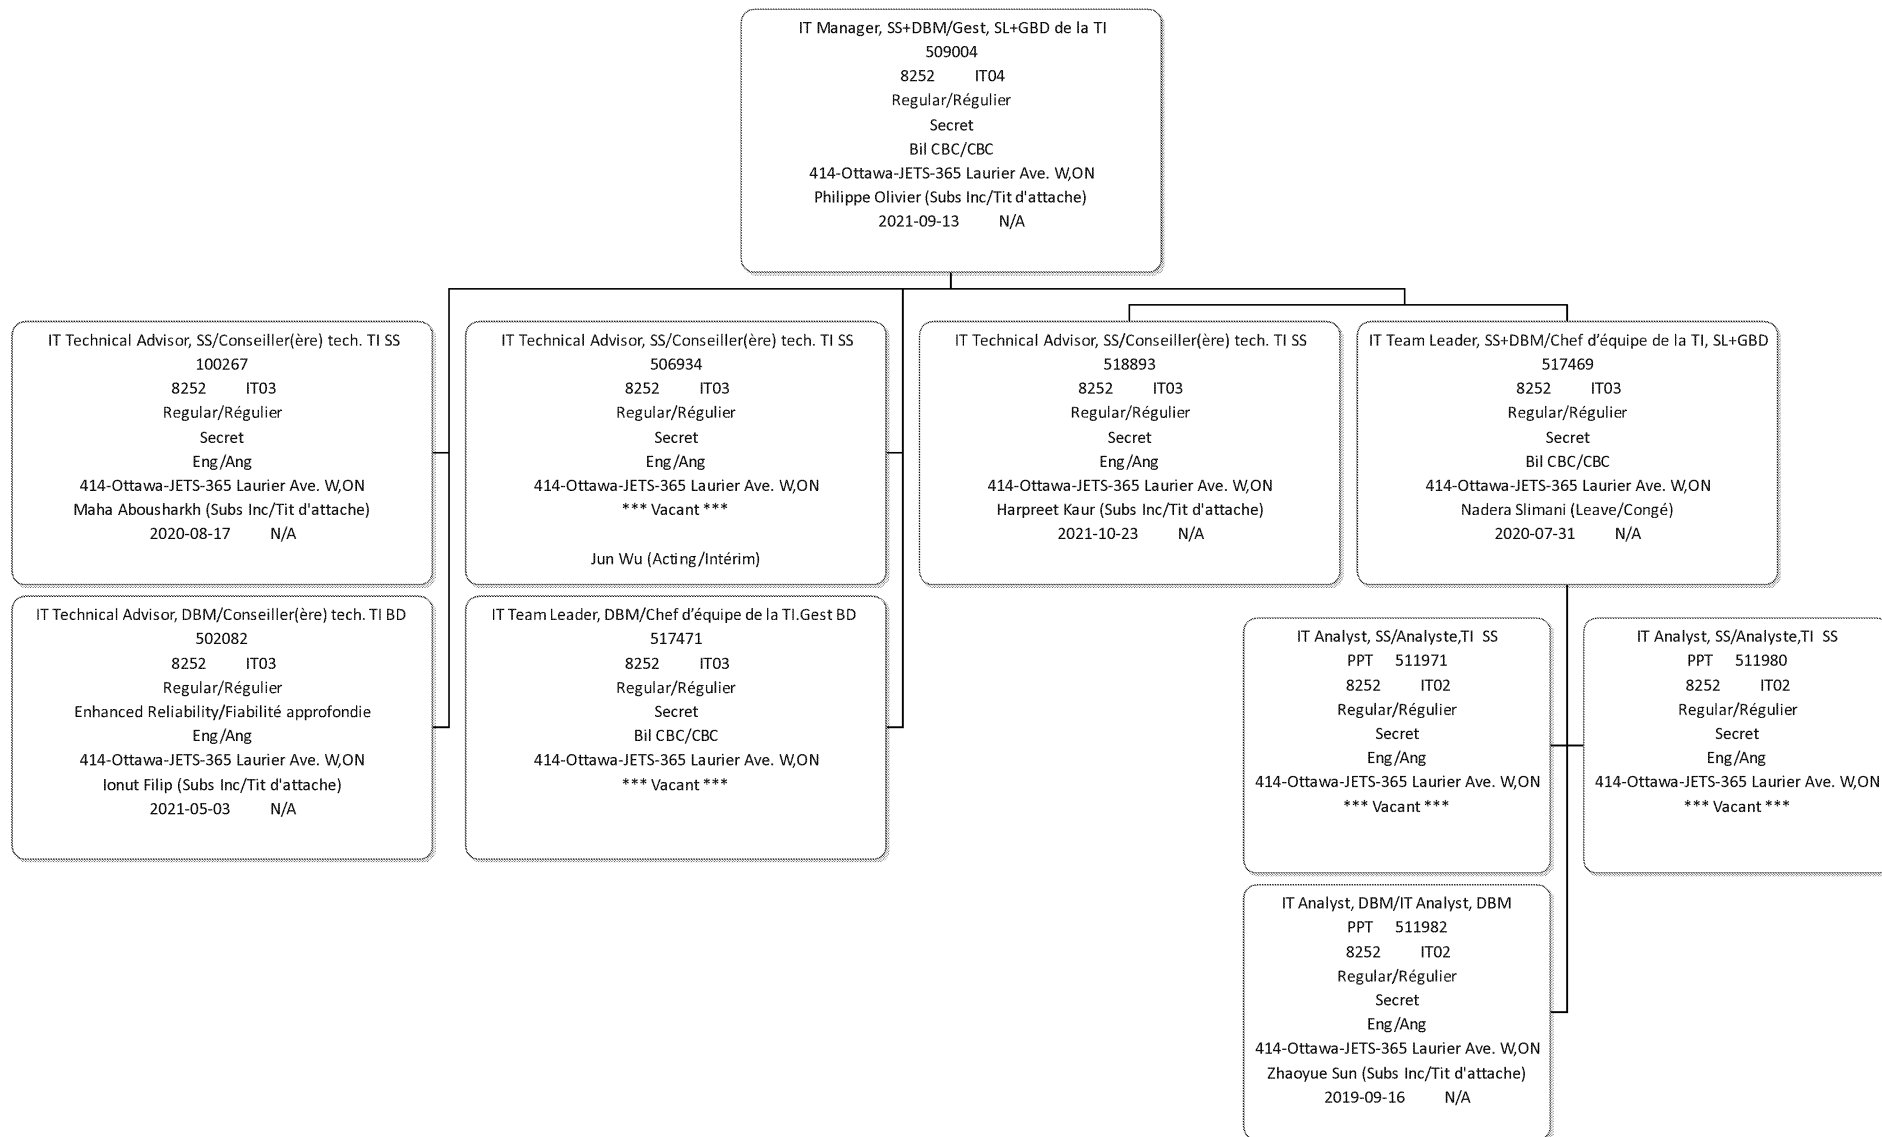 IT Manager, SS+DBM/Gest, SL+GBD de la TI
509004
8252 IT04
Regular/Régulier
Secret
Bil CBC/CBC
414-Ottawa-JETS-365 Laurier Ave. W,ON
Philippe Olivier (Subs Inc/Tit d'attache)
2021-09-13 N/A
IT Technical Advisor, SS/Conseiller(ère) tech. TI SS
100267
8252 IT03
Regular/Régulier
Secret
Eng/Ang
414-Ottawa-JETS-365 Laurier Ave. W,ON
Maha Abousharkh (Subs Inc/Tit d'attache)
2020-08-17 N/A
IT Technical Advisor, SS/Conseiller(ère) tech. TI SS
506934
8252 IT03
Regular/Régulier
Secret
Eng/Ang
414-Ottawa-JETS-365 Laurier Ave. W,ON
*** Vacant ***
Jun Wu (Acting/Intérim)
IT Technical Advisor, SS/Conseiller(ère) tech. TI SS
518893
8252 IT03
Regular/Régulier
Secret
Eng/Ang
414-Ottawa-JETS-365 Laurier Ave. W,ON
Harpreet Kaur (Subs Inc/Tit d'attache)
2021-10-23 N/A
IT Team Leader, SS+DBM/Chef d’équipe de la TI, SL+GBD
517469
8252 IT03
Regular/Régulier
Secret
Bil CBC/CBC
414-Ottawa-JETS-365 Laurier Ave. W,ON
Nadera Slimani (Leave/Congé)
2020-07-31 N/A
IT Technical Advisor, DBM/Conseiller(ère) tech. TI BD
502082
8252 IT03
Regular/Régulier
Enhanced Reliability/Fiabilité approfondie
Eng/Ang
414-Ottawa-JETS-365 Laurier Ave. W,ON
Ionut Filip (Subs Inc/Tit d'attache)
2021-05-03 N/A
IT Team Leader, DBM/Chef d’équipe de la TI.Gest BD
517471
8252 IT03
Regular/Régulier
Secret
Bil CBC/CBC
414-Ottawa-JETS-365 Laurier Ave. W,ON
*** Vacant ***
IT Analyst, SS/Analyste,TI SS
PPT 511971
8252 IT02
Regular/Régulier
Secret
Eng/Ang
414-Ottawa-JETS-365 Laurier Ave. W,ON
*** Vacant ***
IT Analyst, SS/Analyste,TI SS
PPT 511980
8252 IT02
Regular/Régulier
Secret
Eng/Ang
414-Ottawa-JETS-365 Laurier Ave. W,ON
*** Vacant ***
IT Analyst, DBM/IT Analyst, DBM
PPT 511982
8252 IT02
Regular/Régulier
Secret
Eng/Ang
414-Ottawa-JETS-365 Laurier Ave. W,ON
Zhaoyue Sun (Subs Inc/Tit d'attache)
2019-09-16 N/A